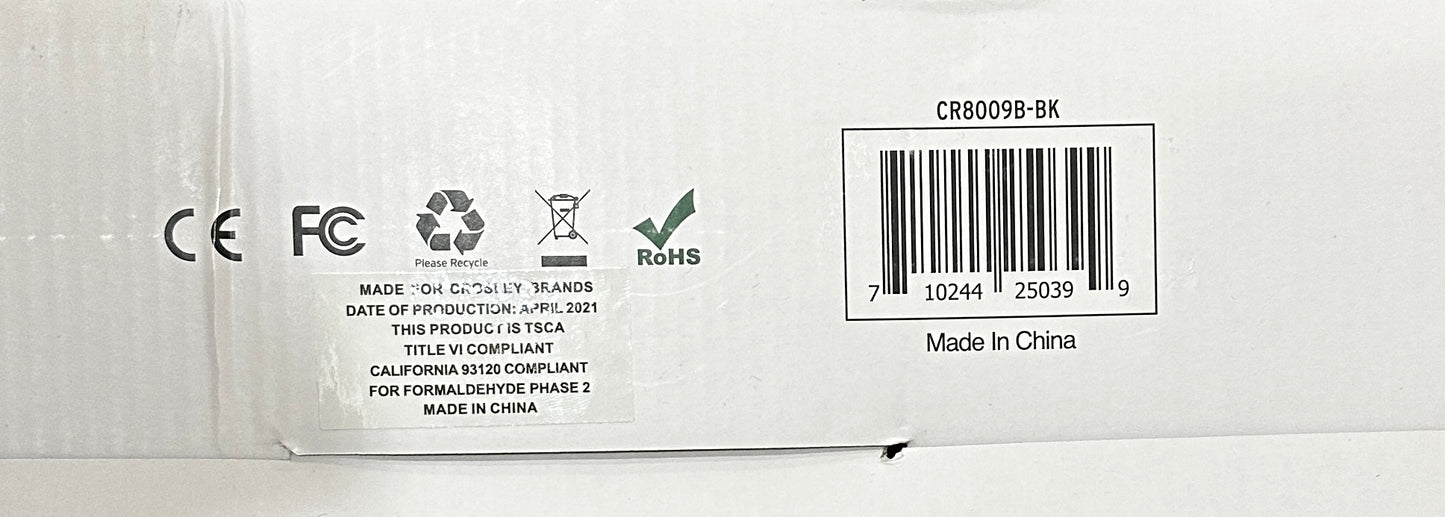 CR8009B-BK
7 10244 25039 9
Made In China
CE FC
Please Recycle
RoHS
MADE FOR CROSLEY BRANDS
DATE OF PRODUCTION: APRIL 2021
THIS PRODUCT IS TSCA
TITLE VI COMPLIANT
CALIFORNIA 93120 COMPLIANT
FOR FORMALDEHYDE PHASE 2
MADE IN CHINA